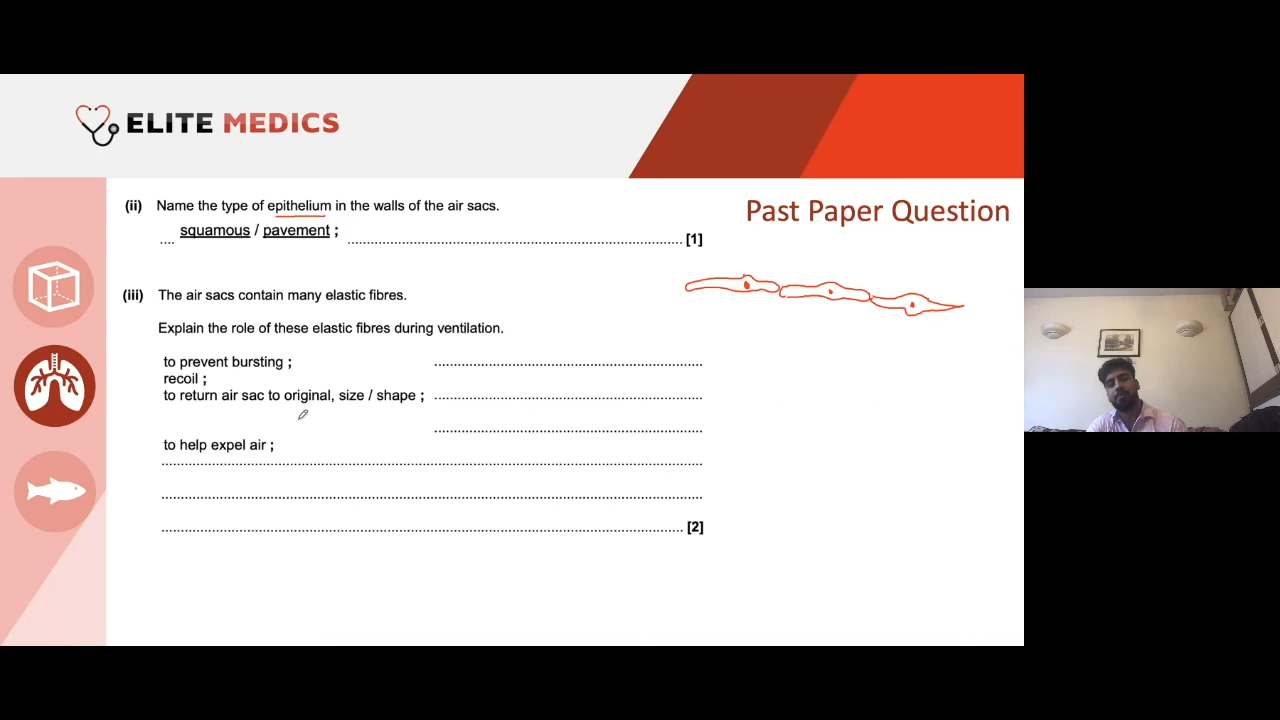 ELITE MEDICS
Past Paper Question
(ii) Name the type of epithelium in the walls of the air sacs.
.... squamous / pavement ; .................................................................................... [1]
(iii) The air sacs contain many elastic fibres.
Explain the role of these elastic fibres during ventilation.
to prevent bursting ; ....................................................................
recoil ;
to return air sac to original, size / shape ; ....................................................................
....................................................................
to help expel air ;
........................................................................................................................................
........................................................................................................................................
................................................................................................................................... [2]